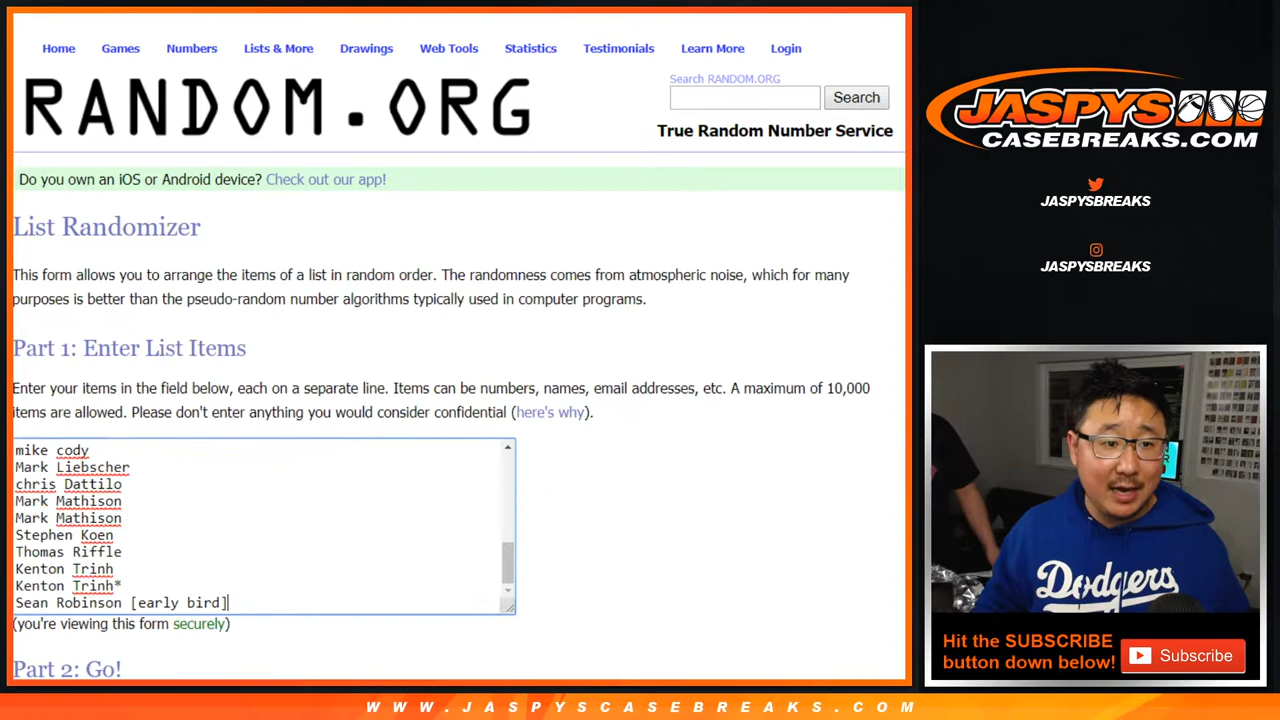 Home Games Numbers Lists & More Drawings Web Tools Statistics Testimonials Learn More Login
RANDOM.ORG
Search RANDOM.ORG
Search
True Random Number Service
Do you own an iOS or Android device? Check out our app!
List Randomizer
This form allows you to arrange the items of a list in random order. The randomness comes from atmospheric noise, which for many
purposes is better than the pseudo-random number algorithms typically used in computer programs.
Part 1: Enter List Items
Enter your items in the field below, each on a separate line. Items can be numbers, names, email addresses, etc. A maximum of 10,000
items are allowed. Please don't enter anything you would consider confidential (here's why).
mike cody
Mark Liebscher
chris Dattilo
Mark Mathison
Mark Mathison
Stephen Koen
Thomas Riffle
Kenton Trinh
Kenton Trinh*
Sean Robinson [early bird]
(you're viewing this form securely)
Part 2: Go!
JASPYS
CASEBREAKS.COM
JASPYSBREAKS
JASPYSBREAKS
Dodgers
Hit the SUBSCRIBE
button down below!
Subscribe
WWW.JASPYSCASEBREAKS.COM